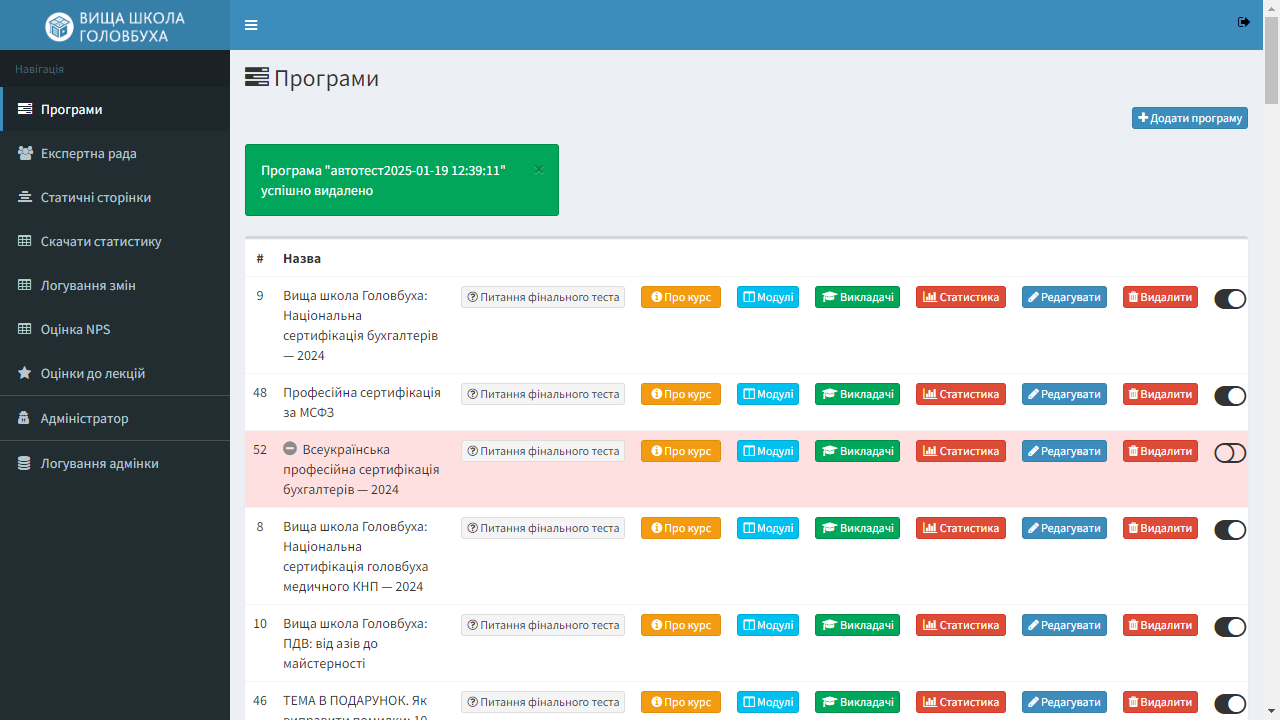 ВИЩА ШКОЛА
ГОЛОВБУХА
Навігація
Програми
Експертна рада
Статичні сторінки
Скачати статистику
Логування змін
Оцінка NPS
Оцінки до лекцій
Адміністратор
Логування адмінки
Програми
Додати програму
Програма "автотест2025-01-19 12:39:11" ×
успішно видалено
# Назва
9 Вища школа Головбуха: Питання фінального теста Про курс Модулі Викладачі Статистика Редагувати Видалити
Національна
сертифікація бухгалтерів
— 2024
48 Професійна сертифікація Питання фінального теста Про курс Модулі Викладачі Статистика Редагувати Видалити
за МСФЗ
52 Всеукраїнська Питання фінального теста Про курс Модулі Викладачі Статистика Редагувати Видалити
професійна сертифікація
бухгалтерів — 2024
8 Вища школа Головбуха: Питання фінального теста Про курс Модулі Викладачі Статистика Редагувати Видалити
Національна
сертифікація головбуха
медичного КНП — 2024
10 Вища школа Головбуха: Питання фінального теста Про курс Модулі Викладачі Статистика Редагувати Видалити
ПДВ: від азів до
майстерності
46 ТЕМА В ПОДАРУНОК. Як Питання фінального теста Про курс Модулі Викладачі Статистика Редагувати Видалити
виправити помилки: 10